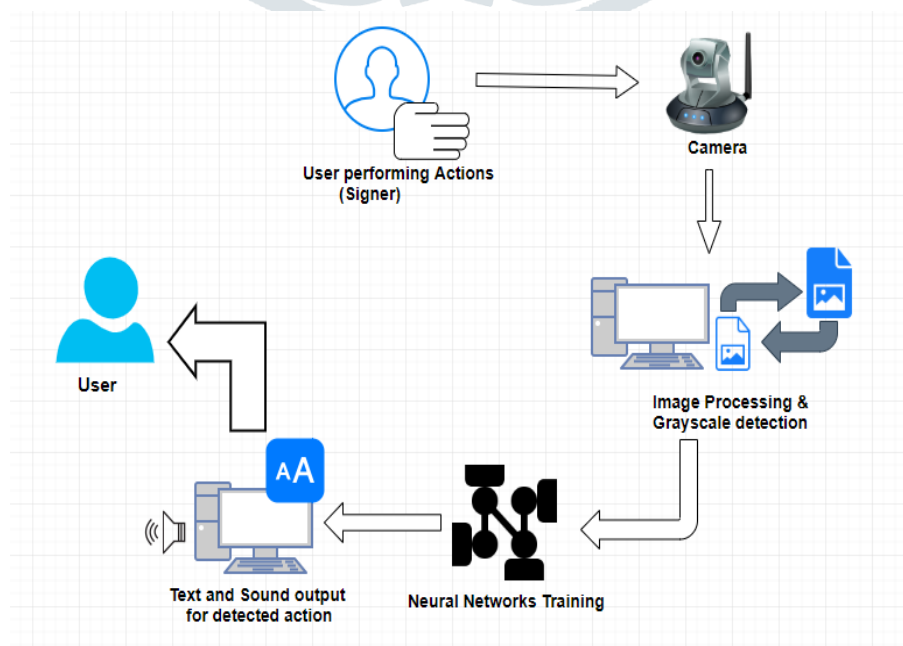 User performing Actions
(Signer)
Camera
Image Processing &
Grayscale detection
Neural Networks Training
AA
Text and Sound output
for detected action
User